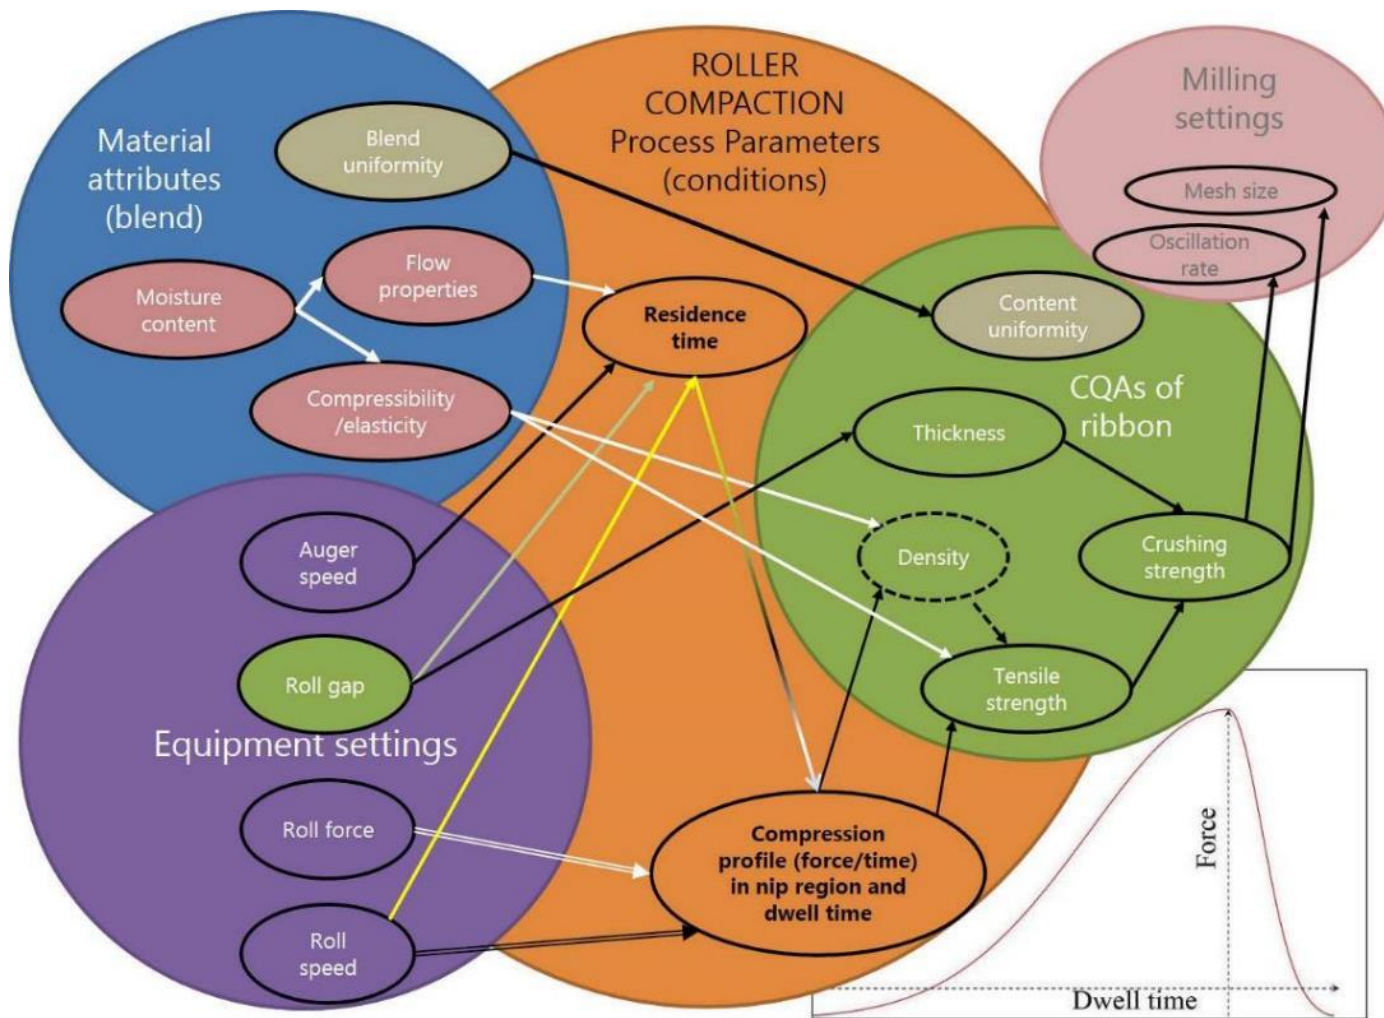 Material
attributes
(blend)
Blend
uniformity
Flow
properties
Moisture
content
Compressibility
/elasticity
ROLLER
COMPACTION
Process Parameters
(conditions)
Residence
time
Milling
settings
Mesh size
Oscillation
rate
Content
uniformity
CQAs of
ribbon
Thickness
Density
Crushing
strength
Tensile
strength
Auger
speed
Roll gap
Equipment settings
Roll force
Roll
speed
Compression
profile (force/time)
in nip region and
dwell time
Force
Dwell time